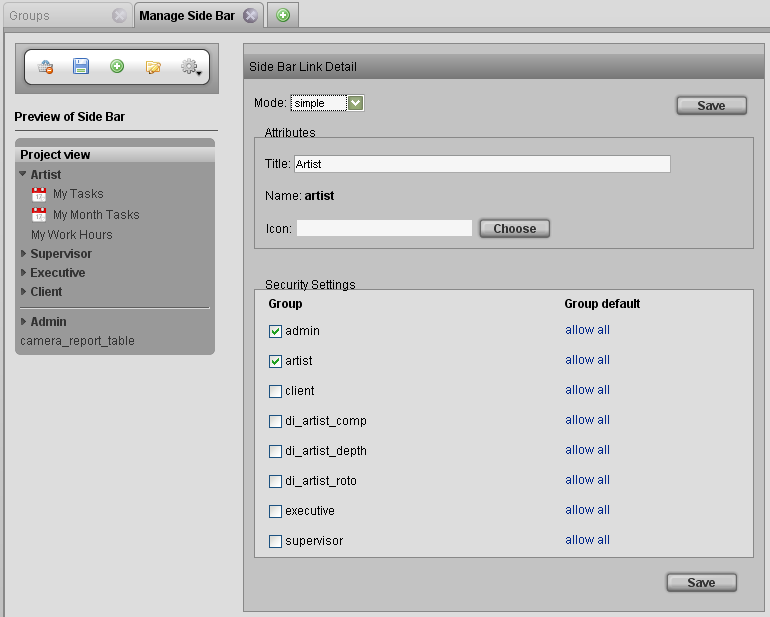 Groups
Manage Side Bar
Preview of Side Bar
Project view
Artist
My Tasks
My Month Tasks
My Work Hours
Supervisor
Executive
Client
Admin
camera_report_table
Side Bar Link Detail
Mode: simple
Save
Attributes
Title: Artist
Name: artist
Icon:
Choose
Security Settings
Group Group default
admin allow all
artist allow all
client allow all
di_artist_comp allow all
di_artist_depth allow all
di_artist_roto allow all
executive allow all
supervisor allow all
Save